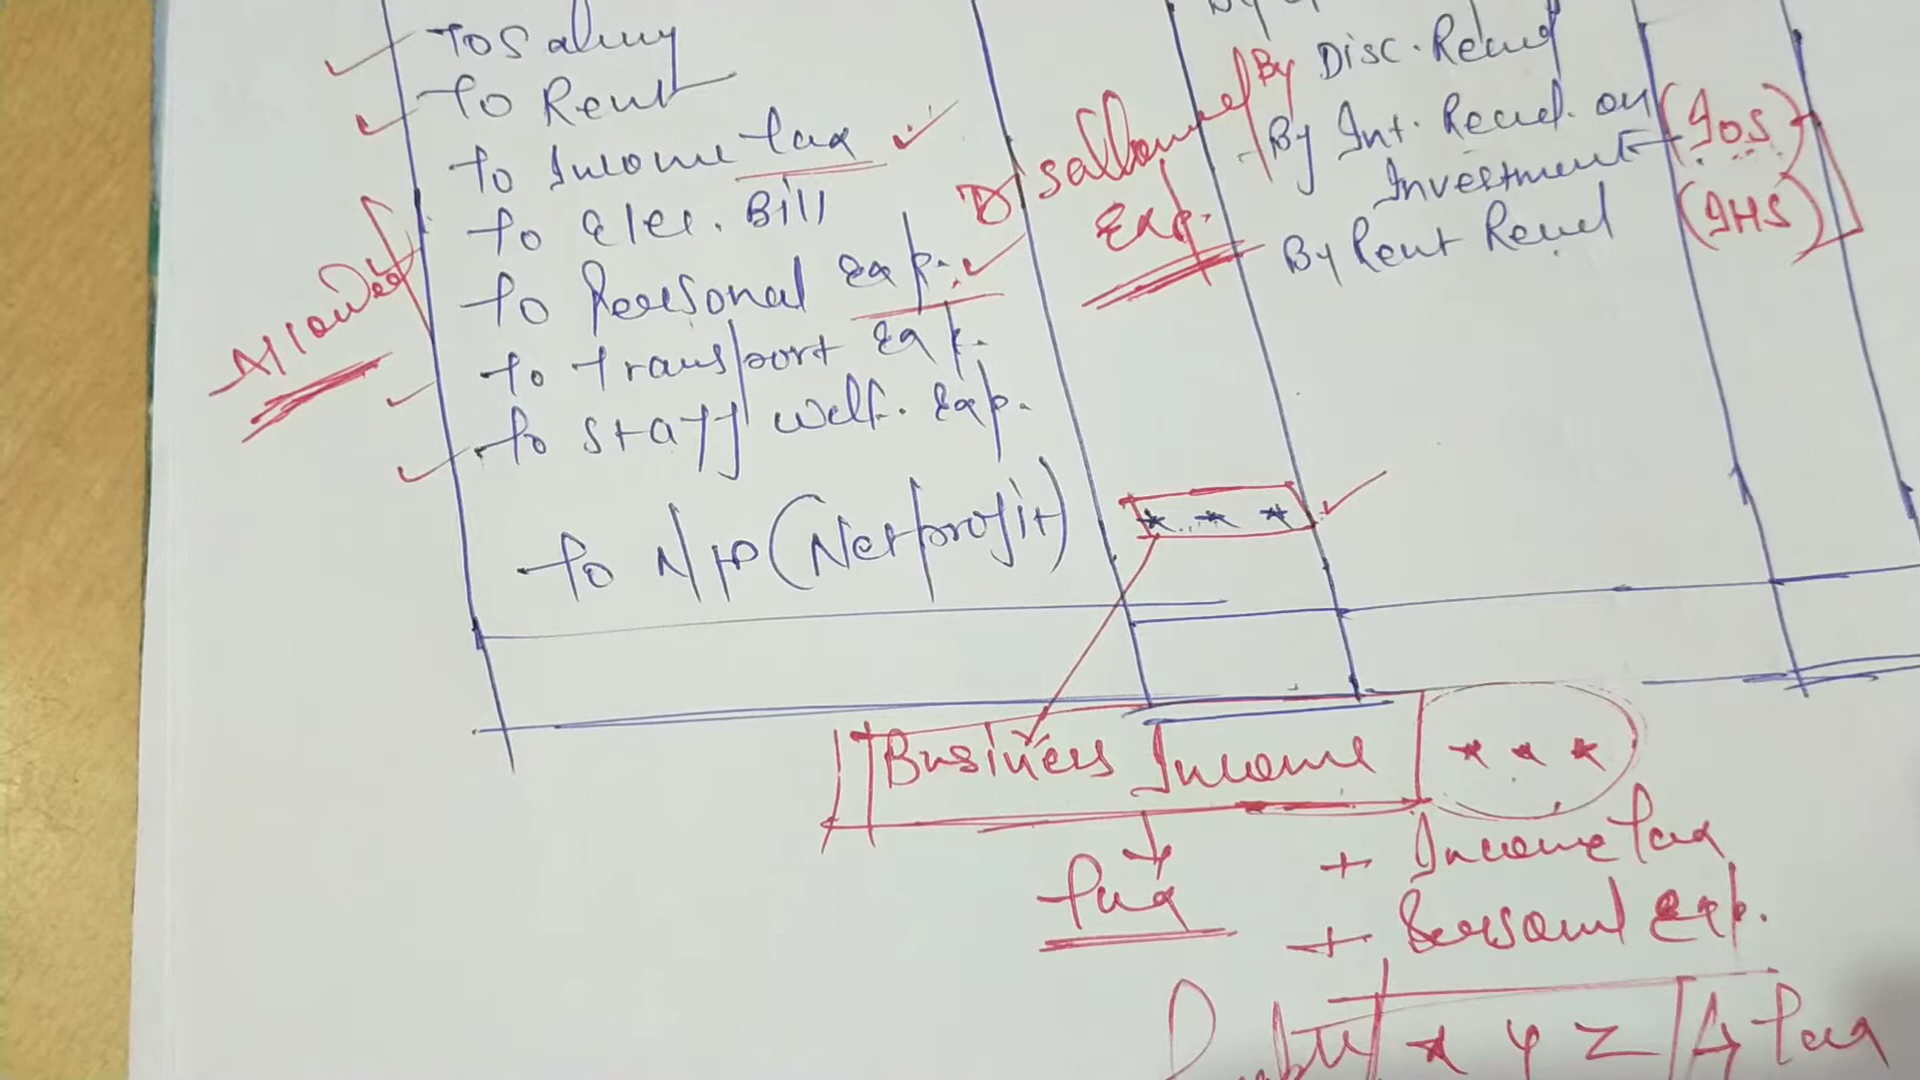 To Salary
To Rent
To Income tax
To Elec. Bill
To Personal Exp.
To transport Exp.
To staff welf. Exp.
To N/P (Net profit)
* * *
Allowed
Disallowed
Exp.
By Disc. Recd
By Int. Recd. on
Investment
(IOS)
By Rent Recd
(IHS)
Business Income
* * *
tax
+ Income tax
+ Personal Exp.
x y z
tax